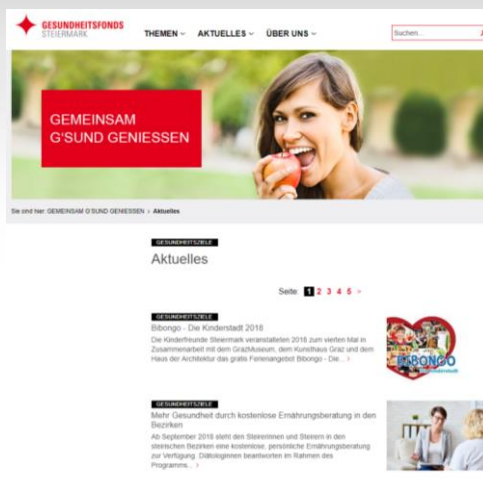 GESUNDHEITSFONDS
STEIERMARK
THEMEN
AKTUELLES
ÜBER UNS
Suchen...
GEMEINSAM
G'SUND GENIESSEN
Sie sind hier: GEMEINSAM G'SUND GENIESSEN > Aktuelles
GESUNDHEITSZIELE
Aktuelles
Seite: 1 2 3 4 5 >
GESUNDHEITSZIELE
Bibongo - Die Kinderstadt 2018
Die Kinderfreunde Steiermark veranstalteten 2018 zum vierten Mal in
Zusammenarbeit mit dem GrazMuseum, dem Kunsthaus Graz und dem
Haus der Architektur das gratis Ferienangebot Bibongo - Die... >
BIBONGO
GESUNDHEITSZIELE
Mehr Gesundheit durch kostenlose Ernährungsberatung in den
Bezirken
Ab September 2018 steht den Steirerinnen und Steirern in den
steirischen Bezirken eine kostenlose, persönliche Ernährungsberatung
zur Verfügung. Diätologinnen beantworten im Rahmen des
Programms... >